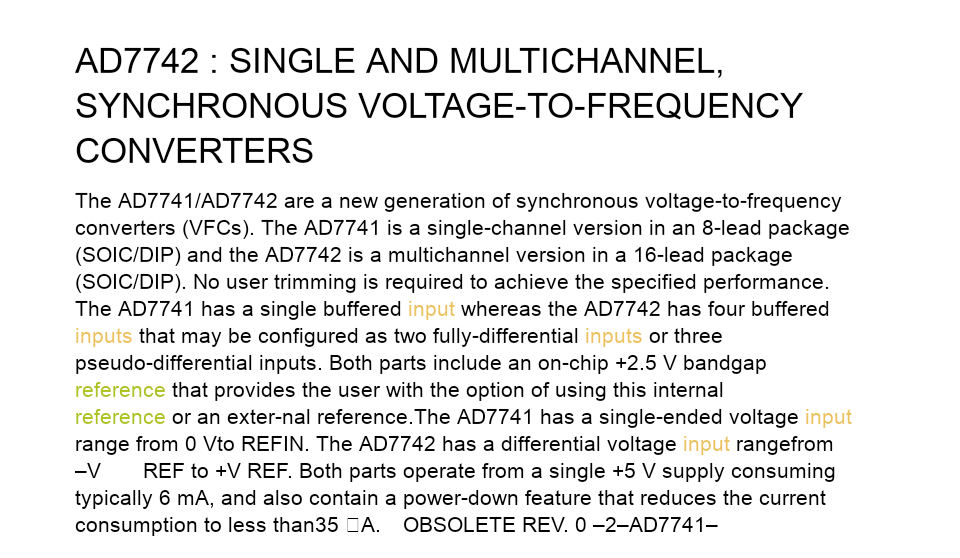 AD7742 : SINGLE AND MULTICHANNEL,
SYNCHRONOUS VOLTAGE-TO-FREQUENCY
CONVERTERS
The AD7741/AD7742 are a new generation of synchronous voltage-to-frequency
converters (VFCs). The AD7741 is a single-channel version in an 8-lead package
(SOIC/DIP) and the AD7742 is a multichannel version in a 16-lead package
(SOIC/DIP). No user trimming is required to achieve the specified performance.
The AD7741 has a single buffered input whereas the AD7742 has four buffered
inputs that may be configured as two fully-differential inputs or three
pseudo-differential inputs. Both parts include an on-chip +2.5 V bandgap
reference that provides the user with the option of using this internal
reference or an exter-nal reference.The AD7741 has a single-ended voltage input
range from 0 Vto REFIN. The AD7742 has a differential voltage input rangefrom
–V REF to +V REF. Both parts operate from a single +5 V supply consuming
typically 6 mA, and also contain a power-down feature that reduces the current
consumption to less than35 □A. OBSOLETE REV. 0 –2–AD7741–